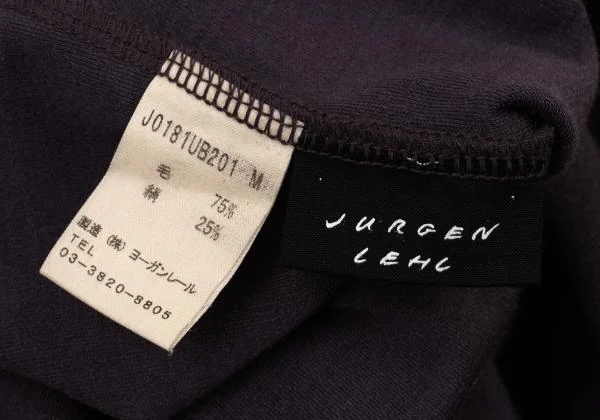 J0181UB201 M
毛 75%
絹 25%
製造 (株) ヨーガンレール
TEL
03-3820-8805
JURGEN
LEHL